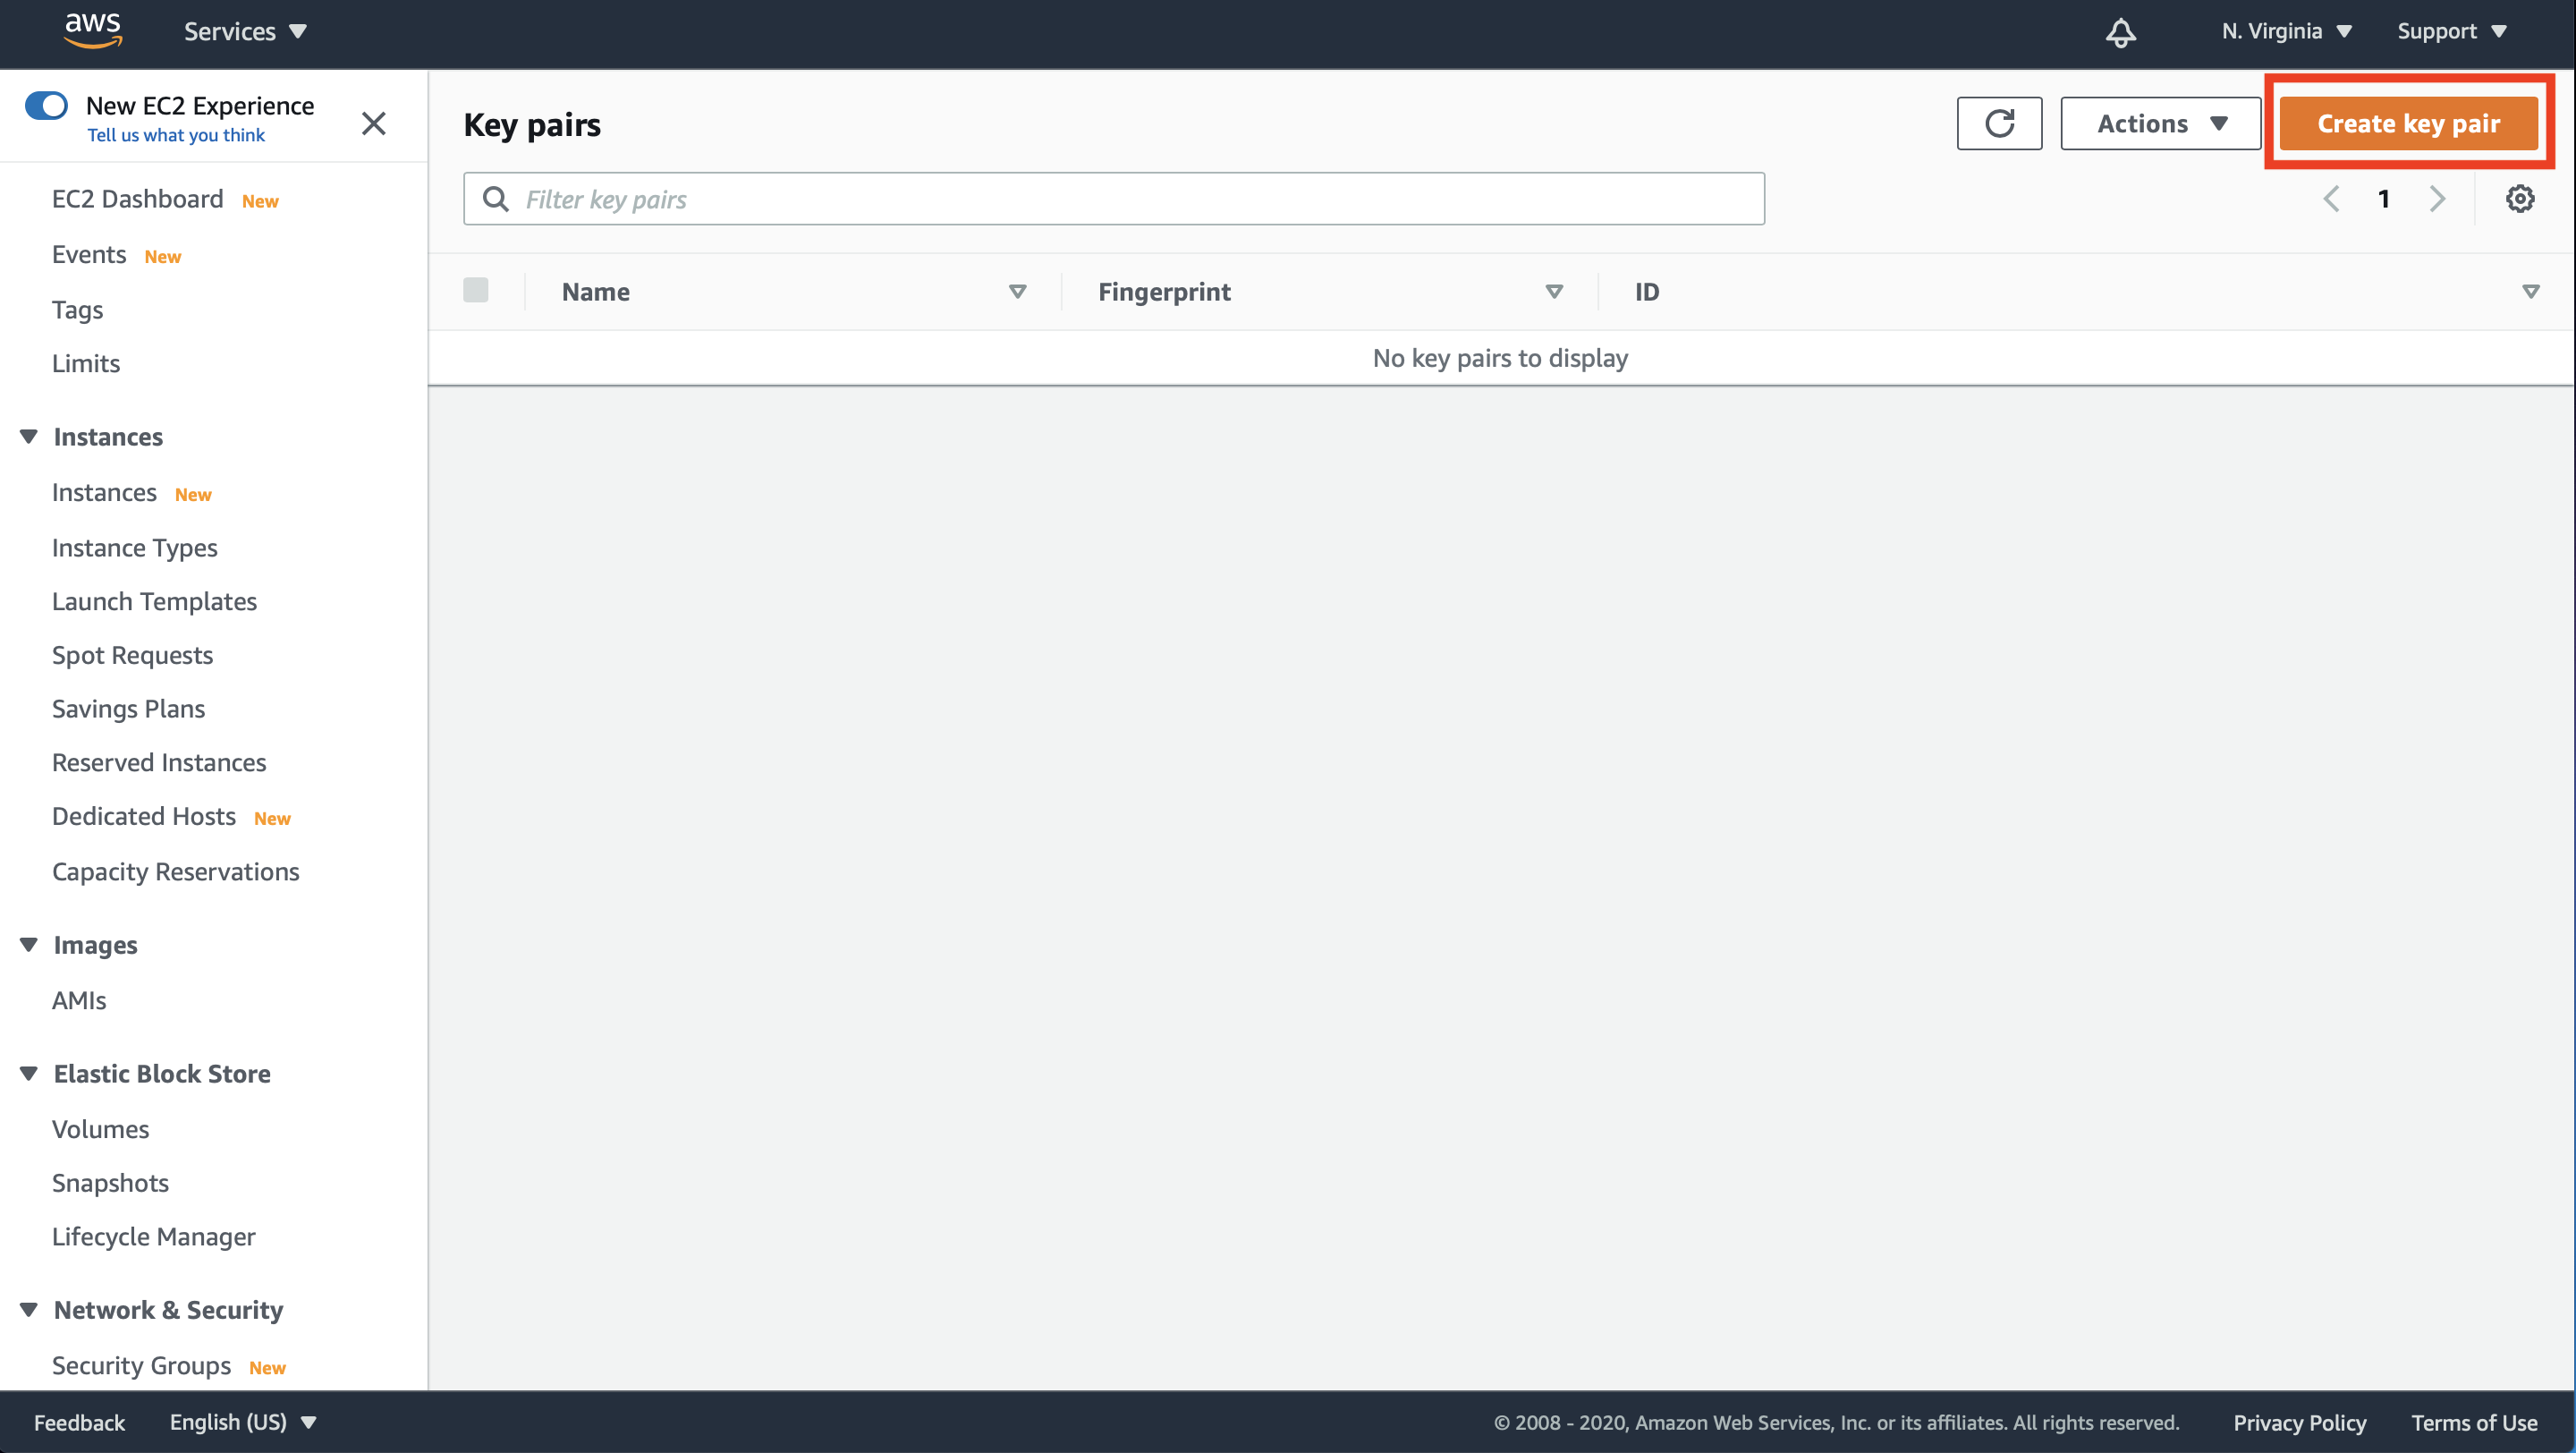 aws
Services
N. Virginia
Support
New EC2 Experience
Tell us what you think
EC2 Dashboard New
Events New
Tags
Limits
Instances
Instances New
Instance Types
Launch Templates
Spot Requests
Savings Plans
Reserved Instances
Dedicated Hosts New
Capacity Reservations
Images
AMIs
Elastic Block Store
Volumes
Snapshots
Lifecycle Manager
Network & Security
Security Groups New
Key pairs
Actions
Create key pair
Filter key pairs
1
Name Fingerprint ID
No key pairs to display
Feedback English (US) © 2008 - 2020, Amazon Web Services, Inc. or its affiliates. All rights reserved. Privacy Policy Terms of Use